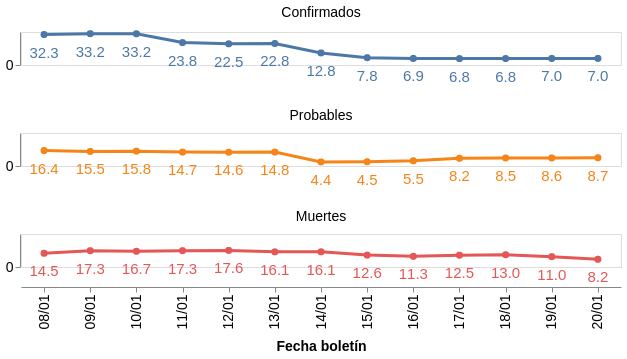 Confirmados
0
32.3 33.2 33.2 23.8 22.5 22.8 12.8 7.8 6.9 6.8 6.8 7.0 7.0
Probables
0
16.4 15.5 15.8 14.7 14.6 14.8 4.4 4.5 5.5 8.2 8.5 8.6 8.7
Muertes
0
14.5 17.3 16.7 17.3 17.6 16.1 16.1 12.6 11.3 12.5 13.0 11.0 8.2
08/01 09/01 10/01 11/01 12/01 13/01 14/01 15/01 16/01 17/01 18/01 19/01 20/01
Fecha boletín